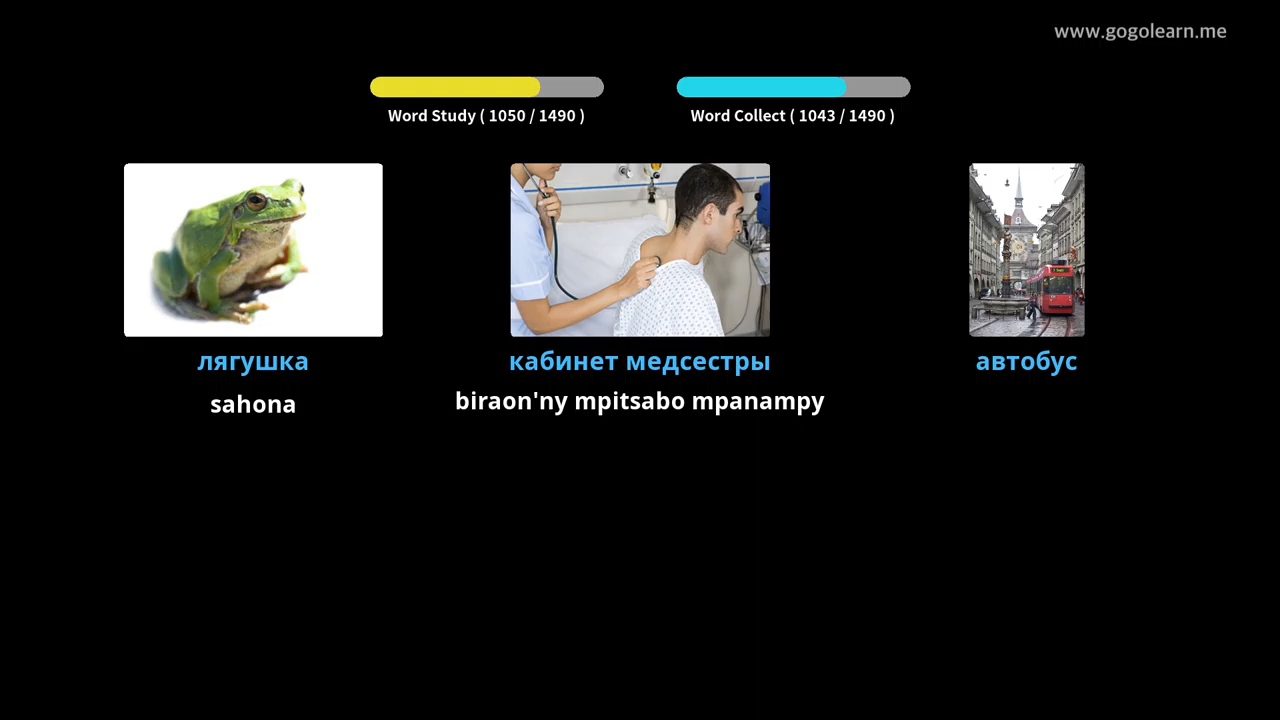 www.gogolearn.me
Word Study ( 1050 / 1490 )
Word Collect ( 1043 / 1490 )
лягушка
кабинет медсестры
автобус
sahona
biraon'ny mpitsabo mpanampy